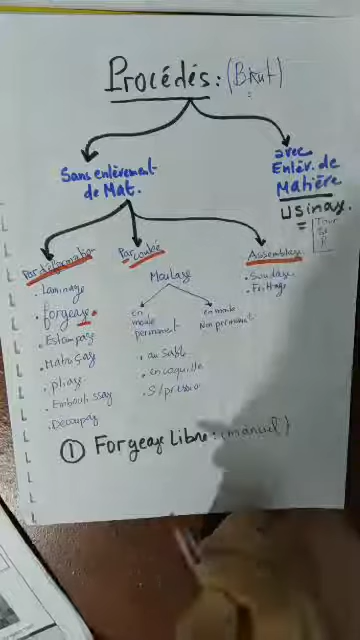 Procédés: (Brut)
Sans enlèvement
de Mat.
avec
Enlèv. de
Matière
Usinage
=
Tour
Par déformation
Par coulée
Assemblage
. Laminage
. forgeage.
. Estampage
. Matriçage
. pliage
. Emboutissage
. Decoupage
Moulage
en
moule
permanent
en moule
Non permanent
. au sable
. en coquille
. S/pression
. Soudage
. Frittage
① Forgeage Libre: (manuel)